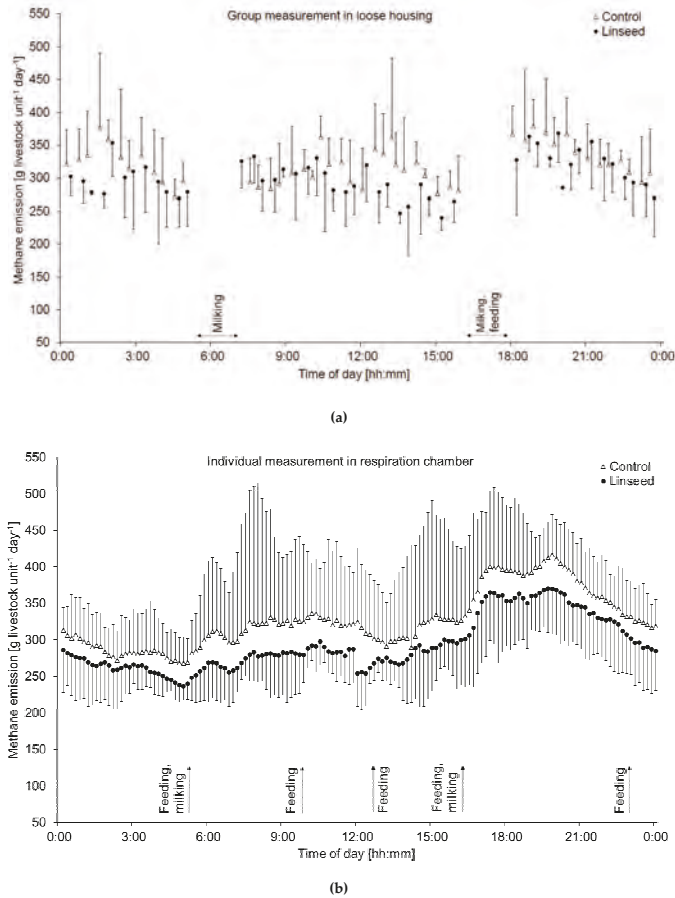 Group measurement in loose housing
Control
Linseed
550
500
450
400
350
300
250
200
150
100
50
Methane emission [g livestock unit-1 day-1]
Milking
Milking,
feeding
0:00 3:00 6:00 9:00 12:00 15:00 18:00 21:00 0:00
Time of day [hh:mm]
(a)
Individual measurement in respiration chamber
Control
Linseed
550
500
450
400
350
300
250
200
150
100
50
Methane emission [g livestock unit-1 day-1]
Feeding,
milking
Feeding
Feeding
Feeding,
milking
Feeding
0:00 3:00 6:00 9:00 12:00 15:00 18:00 21:00 0:00
Time of day [hh:mm]
(b)